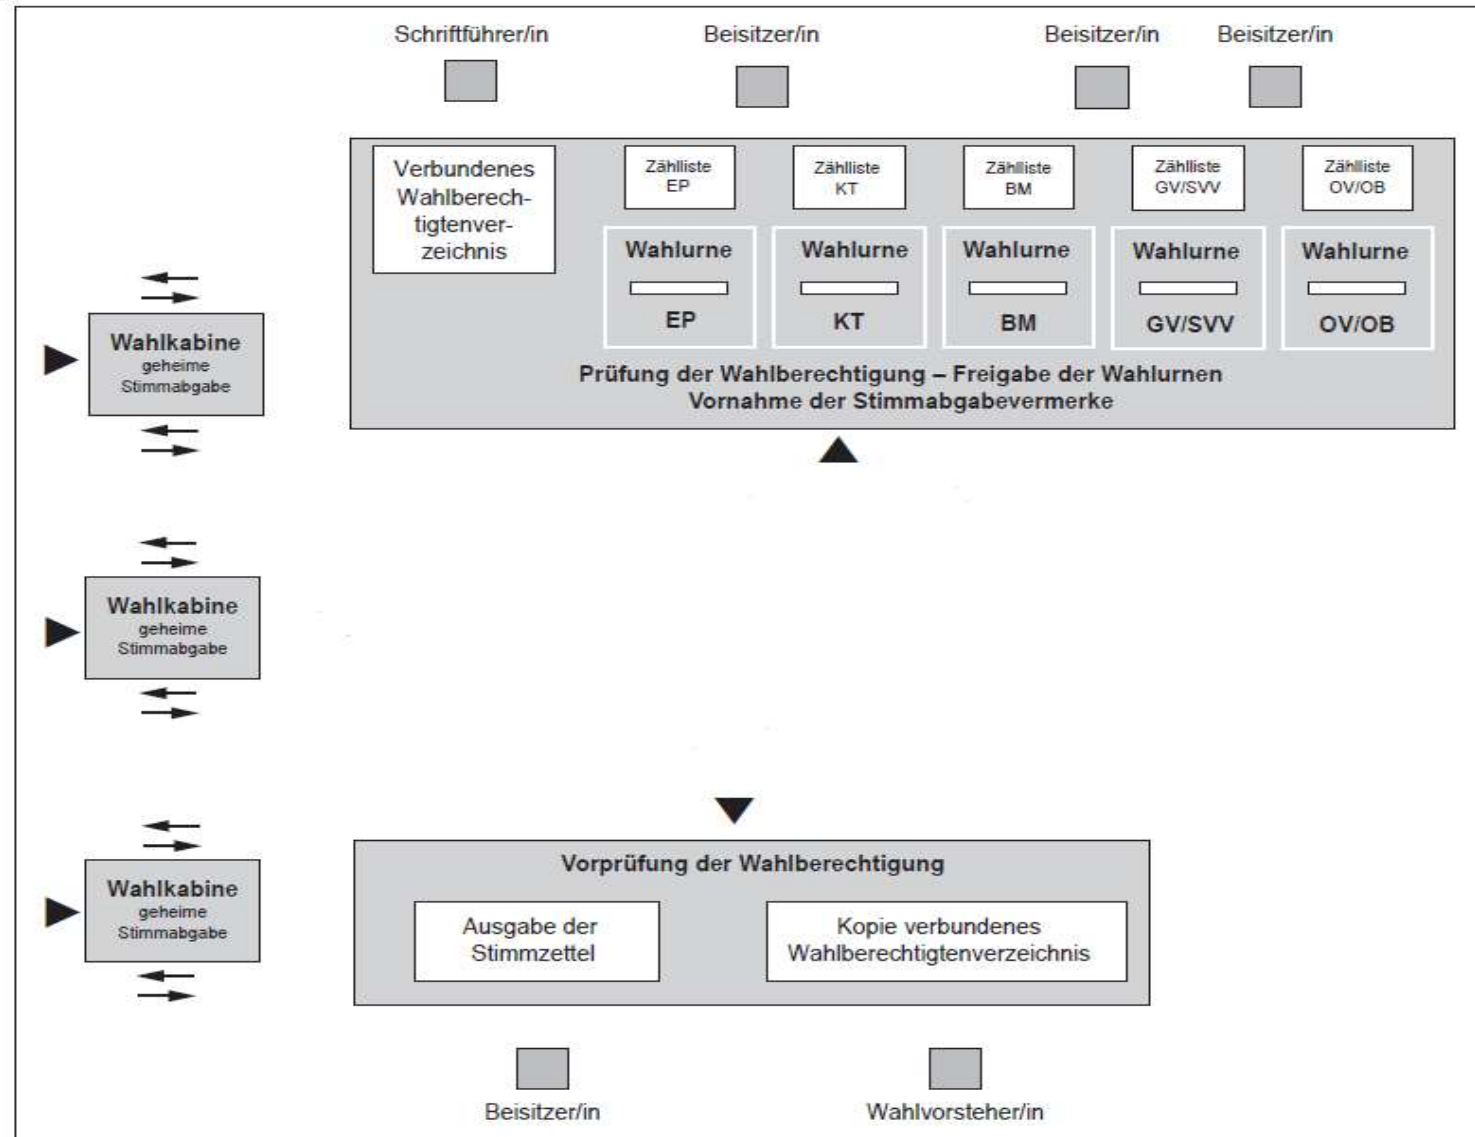 Schriftführer/in
Beisitzer/in
Beisitzer/in
Beisitzer/in
Verbundenes
Wahlberech-
tigtenver-
zeichnis
Zählliste
EP
Zählliste
KT
Zählliste
BM
Zählliste
GV/SVV
Zählliste
OV/OB
Wahlurne
EP
Wahlurne
KT
Wahlurne
BM
Wahlurne
GV/SVV
Wahlurne
OV/OB
Prüfung der Wahlberechtigung – Freigabe der Wahlurnen
Vornahme der Stimmabgabevermerke
Wahlkabine
geheime
Stimmabgabe
Wahlkabine
geheime
Stimmabgabe
Wahlkabine
geheime
Stimmabgabe
Vorprüfung der Wahlberechtigung
Ausgabe der
Stimmzettel
Kopie verbundenes
Wahlberechtigtenverzeichnis
Beisitzer/in
Wahlvorsteher/in